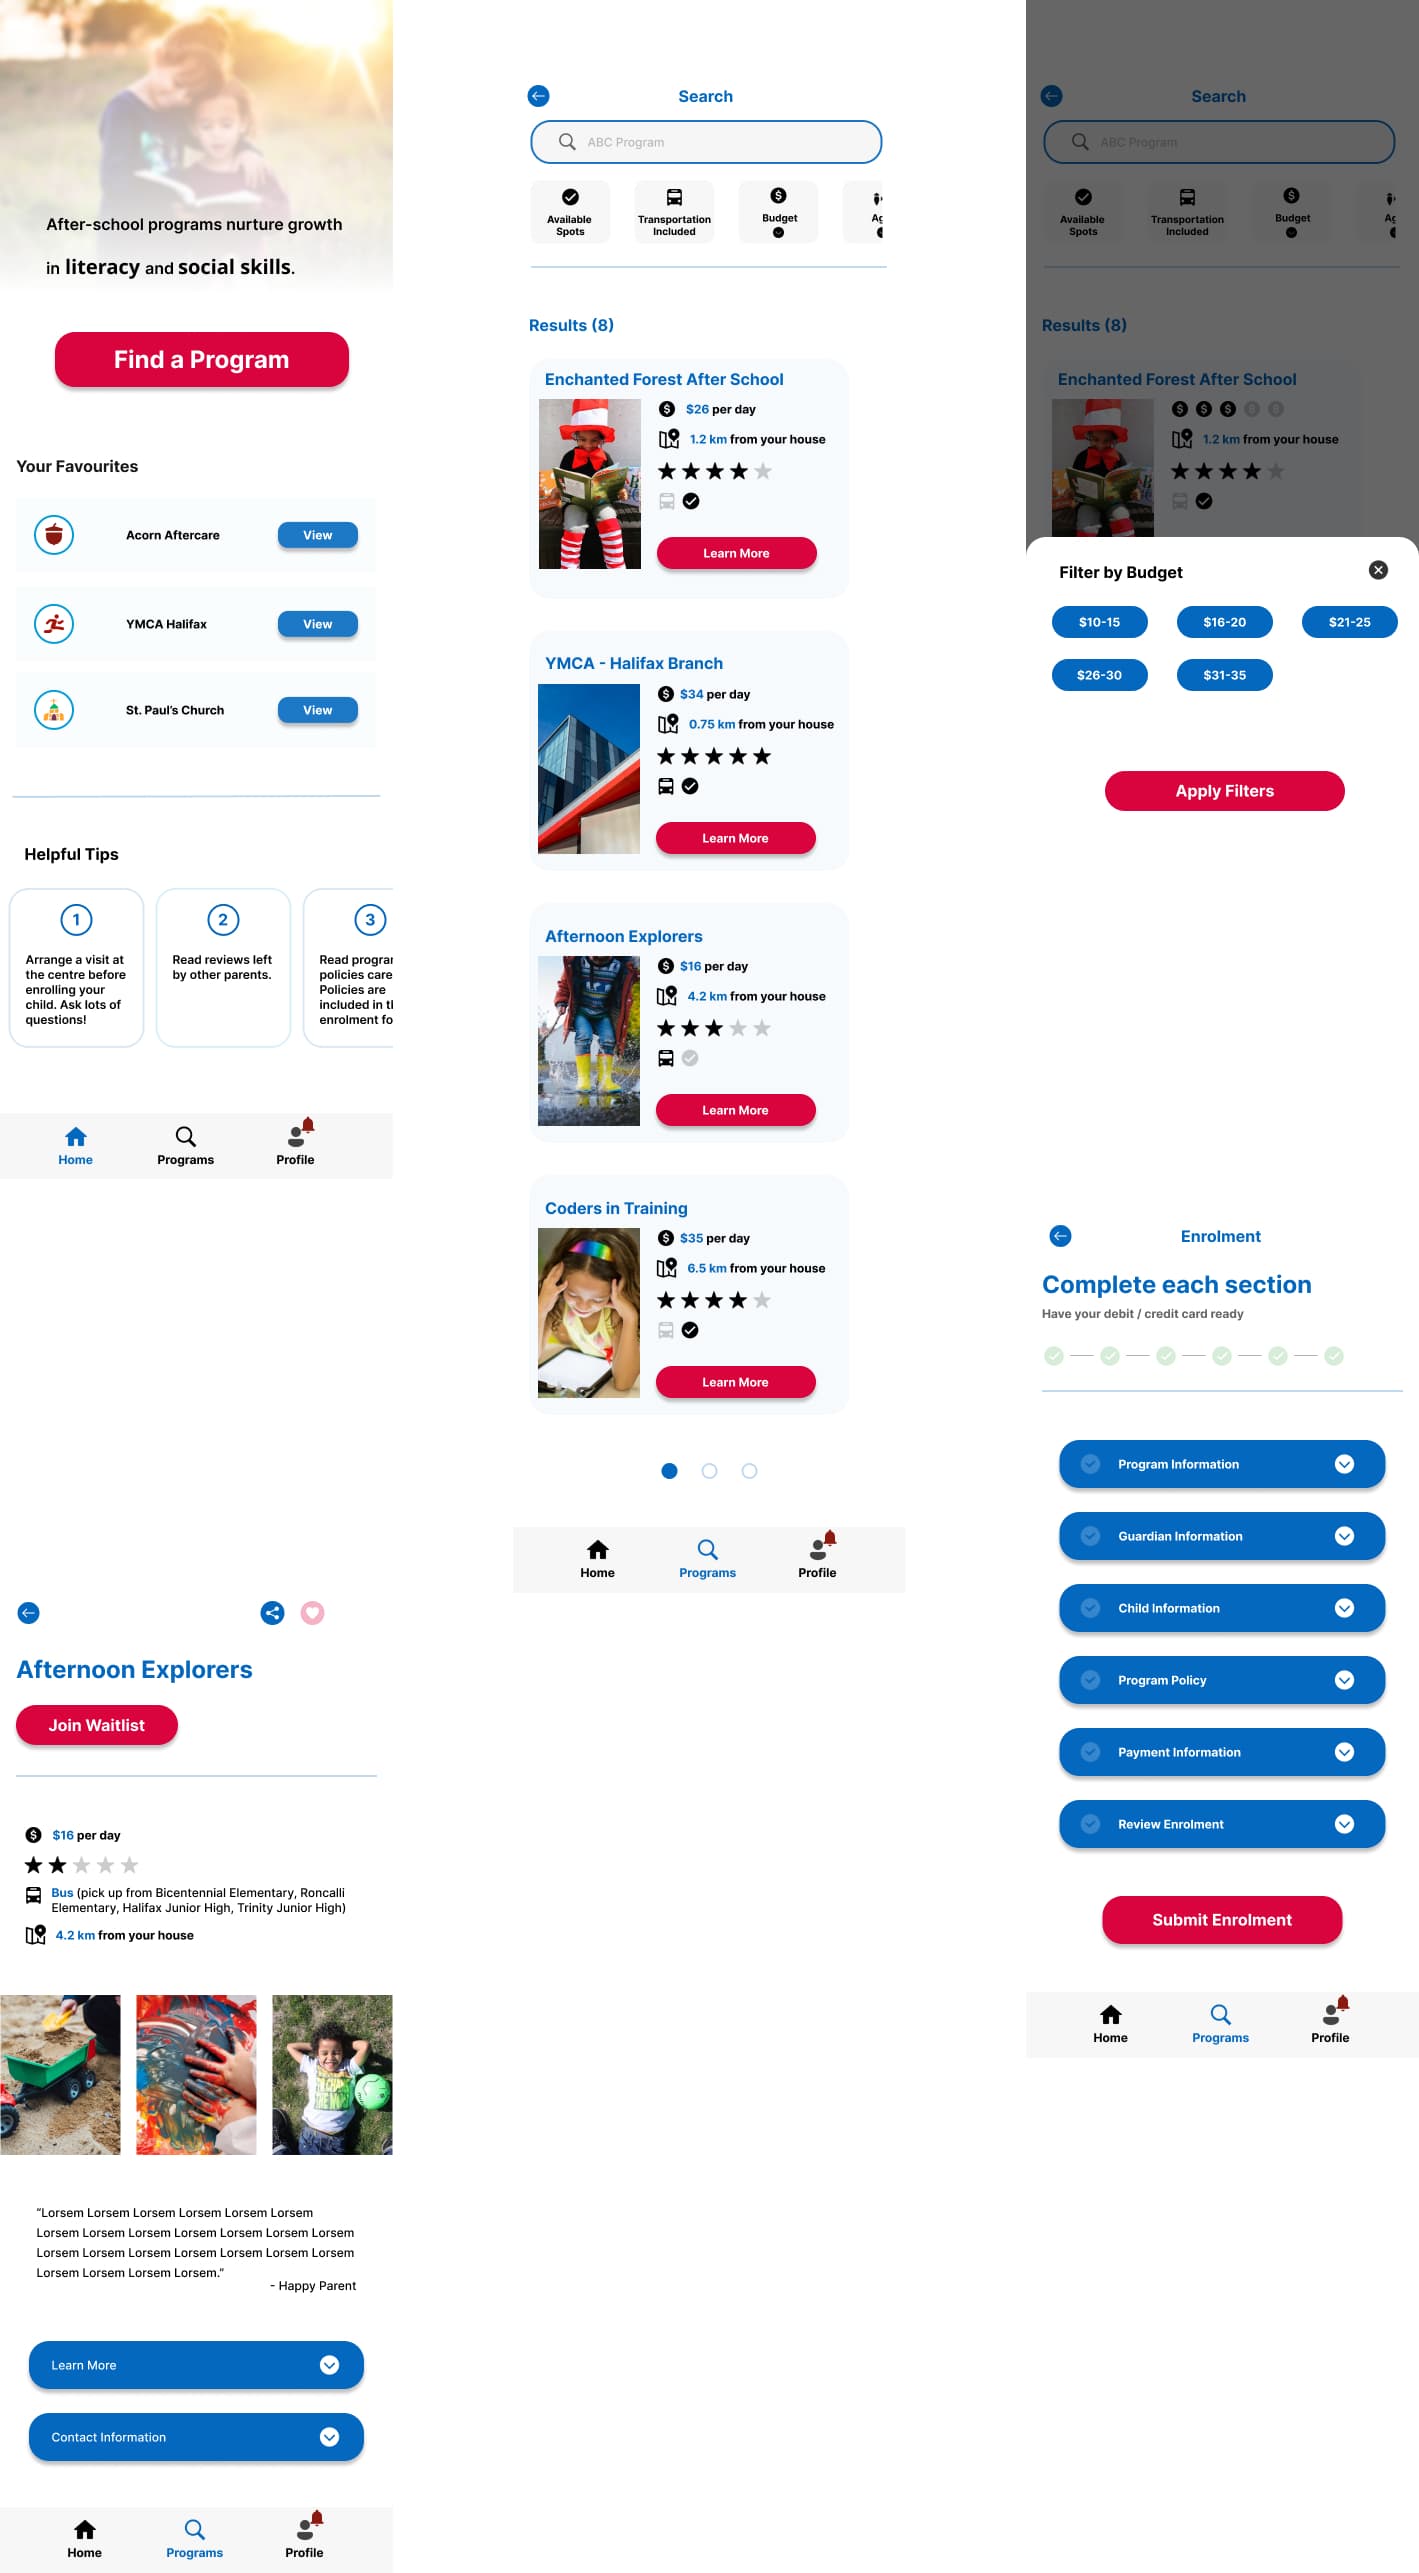 After-school programs nurture growth
in literacy and social skills.
Find a Program
Your Favourites
Acorn Aftercare
View
YMCA Halifax
View
St. Paul's Church
View
Helpful Tips
1
Arrange a visit at
the centre before
enrolling your
child. Ask lots of
questions!
2
Read reviews left
by other parents.
3
Read progra
policies care
Policies are
included in t
enrolment fo
Home
Programs
Profile
Search
ABC Program
Available
Spots
Transportation
Included
Budget
Ag
Results (8)
Enchanted Forest After School
$26 per day
1.2 km from your house
Learn More
YMCA - Halifax Branch
$34 per day
0.75 km from your house
Learn More
Afternoon Explorers
$16 per day
4.2 km from your house
Learn More
Coders in Training
$35 per day
6.5 km from your house
Learn More
Home
Programs
Profile
Search
ABC Program
Available
Spots
Transportation
Included
Budget
Ag
Results (8)
Enchanted Forest After School
1.2 km from your house
Filter by Budget
$10-15
$16-20
$21-25
$26-30
$31-35
Apply Filters
Enrolment
Complete each section
Have your debit / credit card ready
Program Information
Guardian Information
Child Information
Program Policy
Payment Information
Review Enrolment
Submit Enrolment
Home
Programs
Profile
Afternoon Explorers
Join Waitlist
$16 per day
Bus (pick up from Bicentennial Elementary, Roncalli
Elementary, Halifax Junior High, Trinity Junior High)
4.2 km from your house
"Lorsem Lorsem Lorsem Lorsem Lorsem Lorsem
Lorsem Lorsem Lorsem Lorsem Lorsem Lorsem Lorsem
Lorsem Lorsem Lorsem Lorsem Lorsem Lorsem Lorsem
Lorsem Lorsem Lorsem Lorsem."
- Happy Parent
Learn More
Contact Information
Home
Programs
Profile